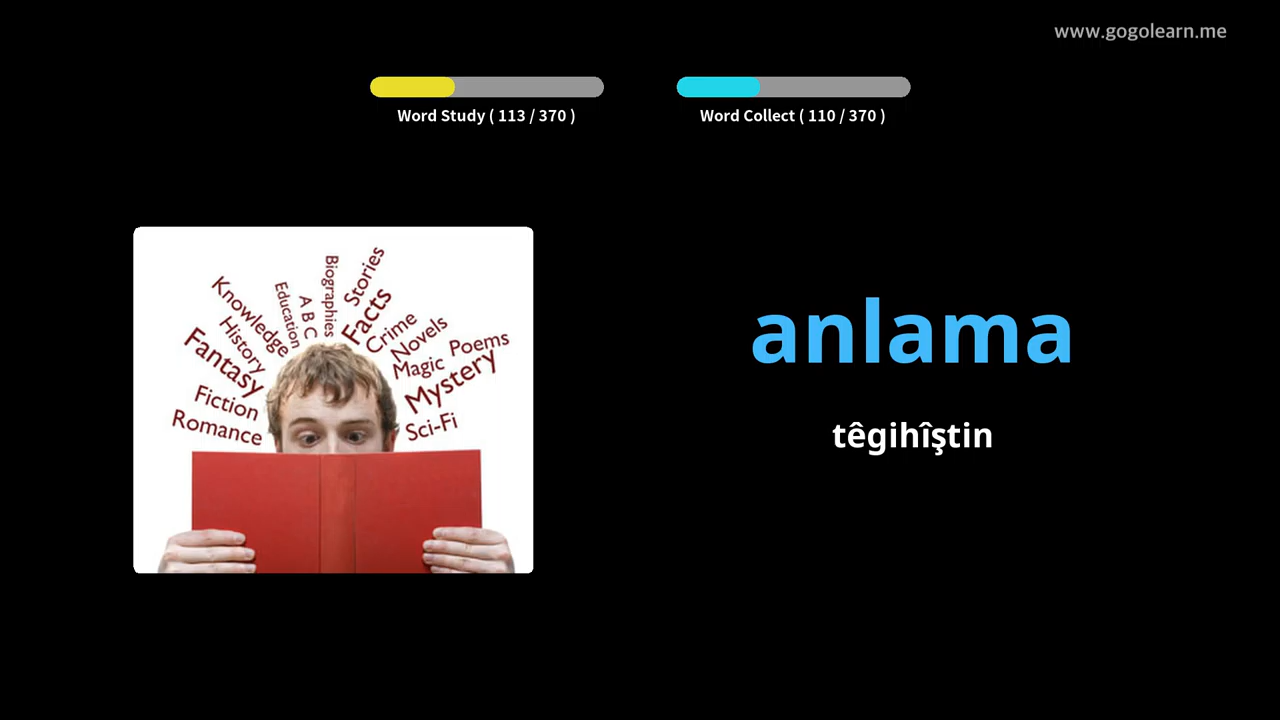 www.gogolearn.me
Word Study ( 113 / 370 )
Word Collect ( 110 / 370 )
Knowledge
Education
A B C
Biographies
Stories
Facts
Crime
Novels
Poems
Magic
Mystery
Sci-Fi
History
Fantasy
Fiction
Romance
anlama
têgihîştin